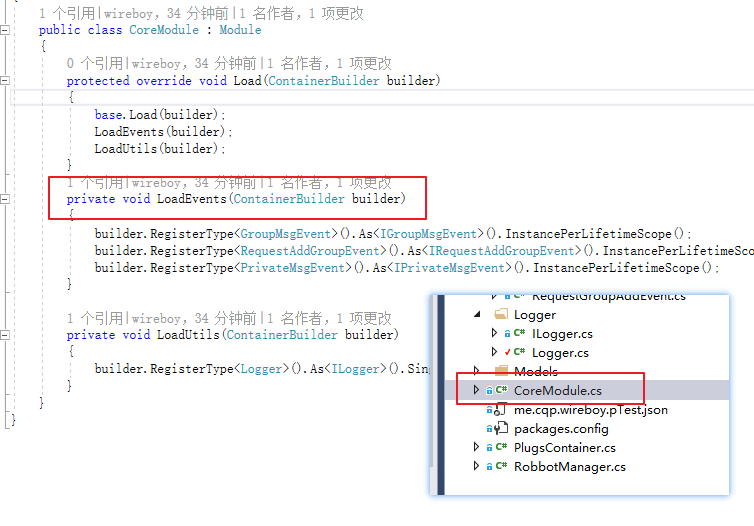 1 个引用|wireboy，34 分钟前|1 名作者，1 项更改
public class CoreModule : Module
{
0 个引用|wireboy，34 分钟前|1 名作者，1 项更改
protected override void Load(ContainerBuilder builder)
{
base.Load(builder);
LoadEvents(builder);
LoadUtils(builder);
}
1 个引用|wireboy，34 分钟前|1 名作者，1 项更改
private void LoadEvents(ContainerBuilder builder)
{
builder.RegisterType<GroupMsgEvent>().As<IGroupMsgEvent>().InstancePerLifetimeScope();
builder.RegisterType<RequestAddGroupEvent>().As<IRequestAddGroupEvent>().InstancePerLifetimeSco
builder.RegisterType<PrivateMsgEvent>().As<IPrivateMsgEvent>().InstancePerLifetimeScope();
}
1 个引用|wireboy，34 分钟前|1 名作者，1 项更改
private void LoadUtils(ContainerBuilder builder)
{
builder.RegisterType<Logger>().As<ILogger>().Sin
}
}
}
C# RequestGroupAddEvent.cs
Logger
C# ILogger.cs
C# Logger.cs
Models
C# CoreModule.cs
me.cqp.wireboy.pTest.json
packages.config
C# PlugsContainer.cs
C# RobbotManager.cs